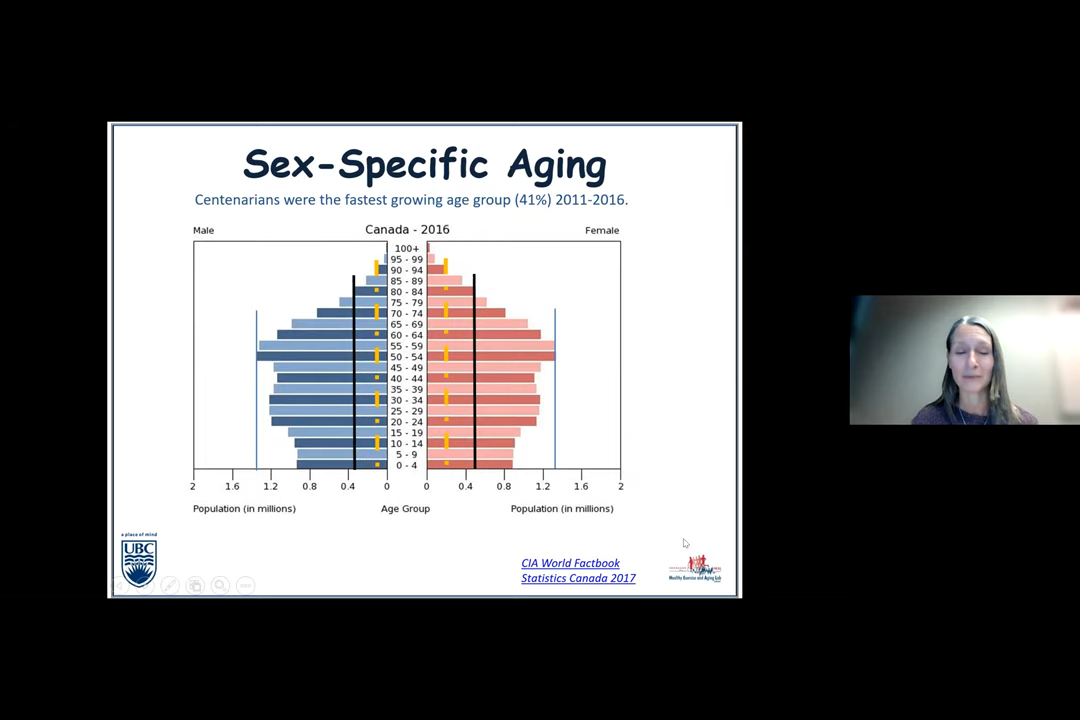 Sex-Specific Aging
Centenarians were the fastest growing age group (41%) 2011-2016.
Male
Canada - 2016
Female
100+
95 - 99
90 - 94
85 - 89
80 - 84
75 - 79
70 - 74
65 - 69
60 - 64
55 - 59
50 - 54
45 - 49
40 - 44
35 - 39
30 - 34
25 - 29
20 - 24
15 - 19
10 - 14
5 - 9
0 - 4
2 1.6 1.2 0.8 0.4 0 0 0.4 0.8 1.2 1.6 2
Population (in millions) Age Group Population (in millions)
a place of mind
UBC
CIA World Factbook
Statistics Canada 2017
Healthy Exercise and Aging Lab